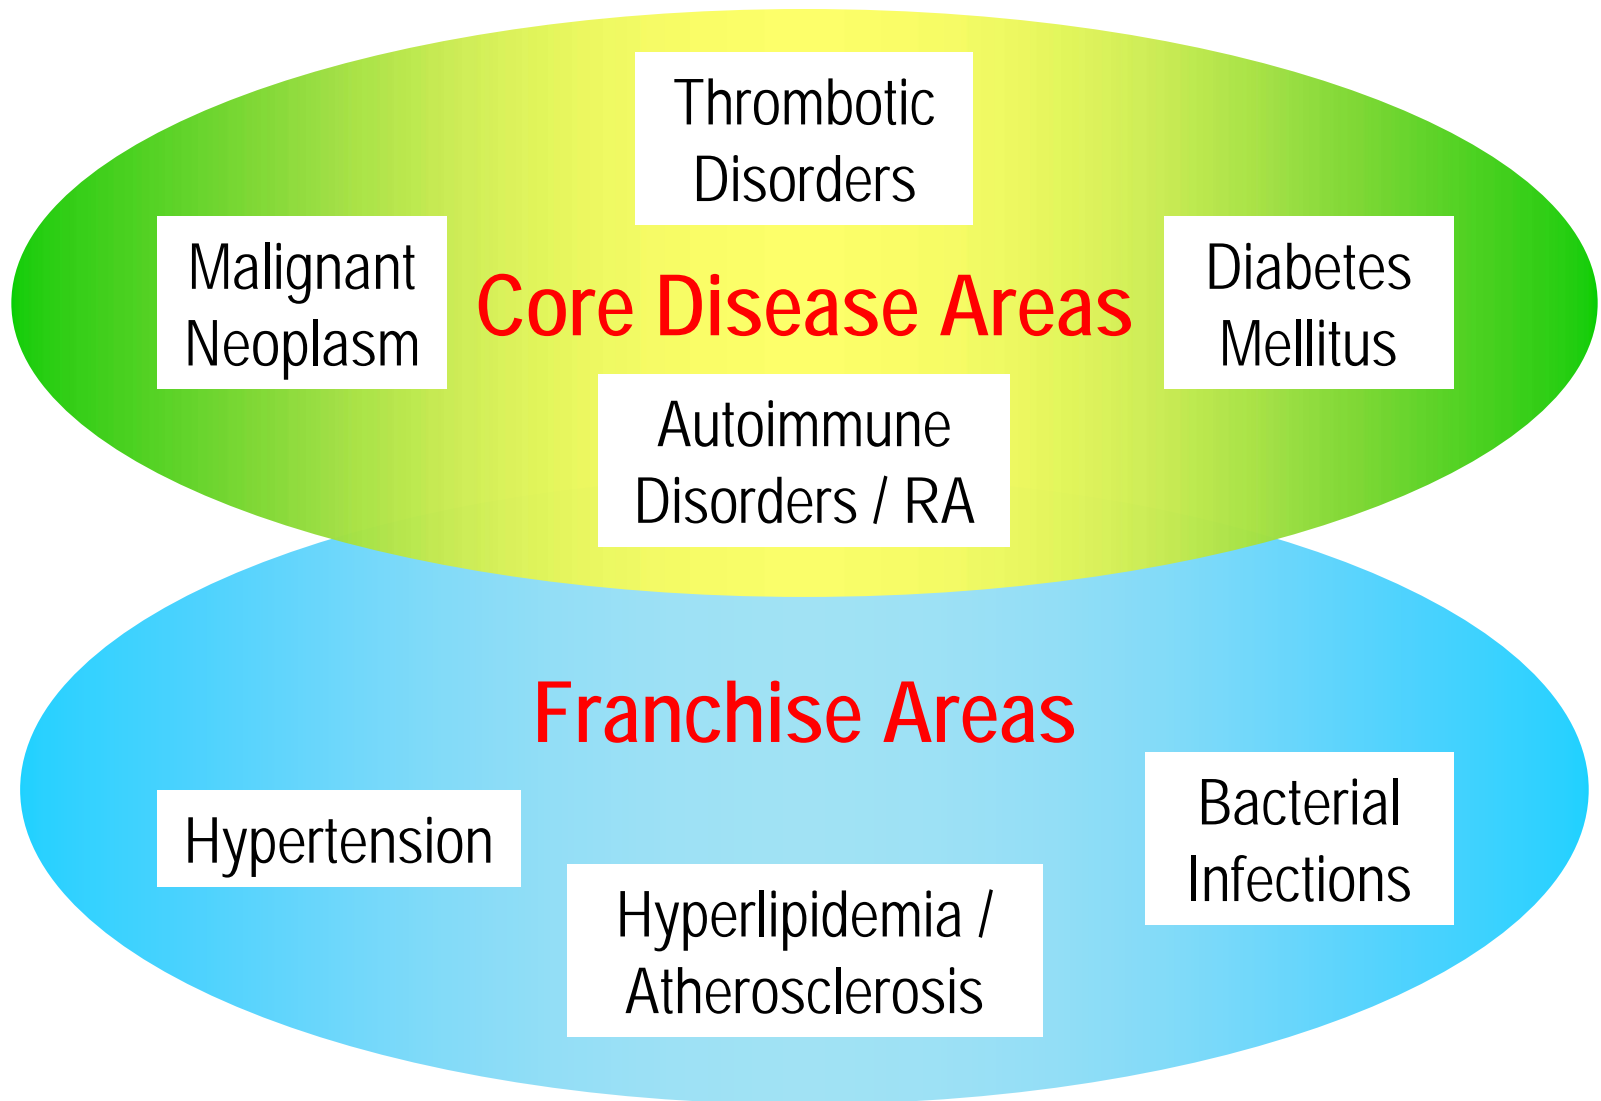 Thrombotic
Disorders
Malignant
Neoplasm
Core Disease Areas
Diabetes
Mellitus
Autoimmune
Disorders / RA
Franchise Areas
Hypertension
Hyperlipidemia /
Atherosclerosis
Bacterial
Infections